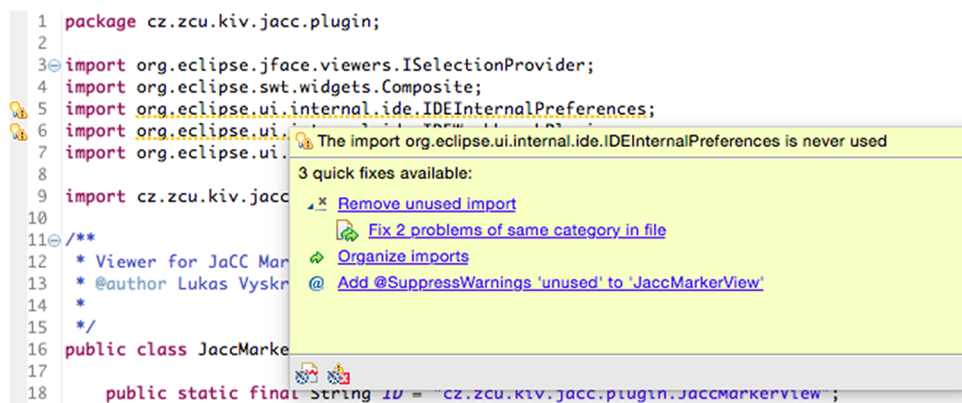 1 package cz.zcu.kiv.jacc.plugin;
2
3 import org.eclipse.jface.viewers.ISelectionProvider;
4 import org.eclipse.swt.widgets.Composite;
5 import org.eclipse.ui.internal.ide.IDEInternalPreferences;
6 import org.eclipse.ui.
7 import org.eclipse.ui.
The import org.eclipse.ui.internal.ide.IDEInternalPreferences is never used
3 quick fixes available:
Remove unused import
Fix 2 problems of same category in file
Organize imports
@ Add @SuppressWarnings 'unused' to 'JaccMarkerView'
8
9 import cz.zcu.kiv.jacc
10
11 /**
12 * Viewer for JaCC Mar
13 * @author Lukas Vyskr
14 *
15 */
16 public class JaccMarke
17
18 public static final String ID = "cz.zcu.kiv.jacc.plugin.JaccMarkerView";